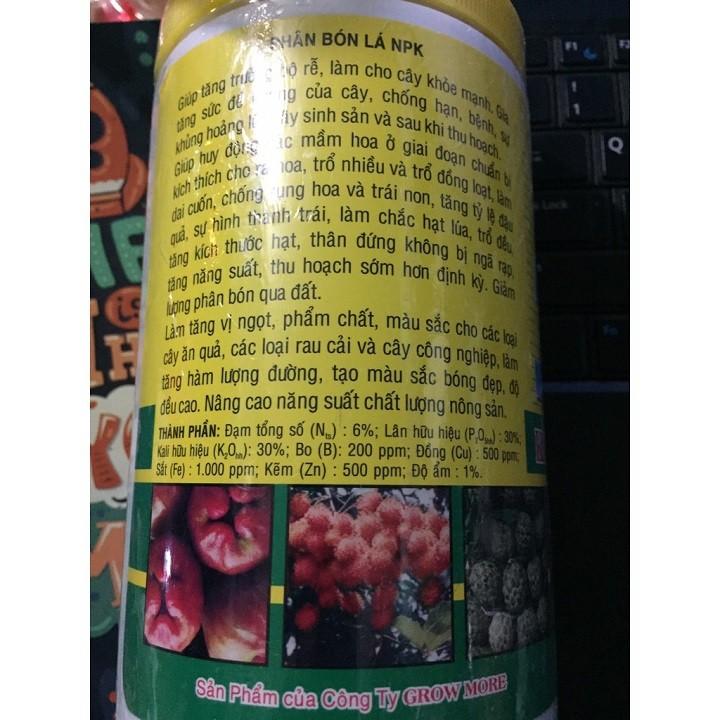 PHÂN BÓN LÁ NPK
Giúp tăng trưởng bộ rễ, làm cho cây khỏe mạnh. Gia
tăng sức đề kháng của cây, chống hạn, bệnh, sự
khủng hoảng lúc cây sinh sản và sau khi thu hoạch.
Giúp huy động các mầm hoa ở giai đoạn chuẩn bị
kích thích cho ra hoa, trổ nhiều và trổ đồng loạt, làm
dai cuốn, chống rụng hoa và trái non, tăng tỷ lệ đậu
quả, sự hình thành trái, làm chắc hạt lúa, trổ đều,
tăng kích thước hạt, thân đứng không bị ngã rạp,
tăng năng suất, thu hoạch sớm hơn định kỳ. Giảm
lượng phân bón qua đất.
Làm tăng vị ngọt, phẩm chất, màu sắc cho các loại
cây ăn quả, các loại rau cải và cây công nghiệp, làm
tăng hàm lượng đường, tạo màu sắc bóng đẹp, độ
đều cao. Nâng cao năng suất chất lượng nông sản.
THÀNH PHẦN: Đạm tổng số (Nts) : 6%; Lân hữu hiệu (P2O5hh) : 30%;
Kali hữu hiệu (K2Ohh): 30%; Bo (B): 200 ppm; Đồng (Cu) : 500 ppm;
Sắt (Fe) : 1.000 ppm; Kẽm (Zn) : 500 ppm; Độ ẩm : 1%.
Sản Phẩm của Công Ty GROW MORE
F1
F2
Q
Lock